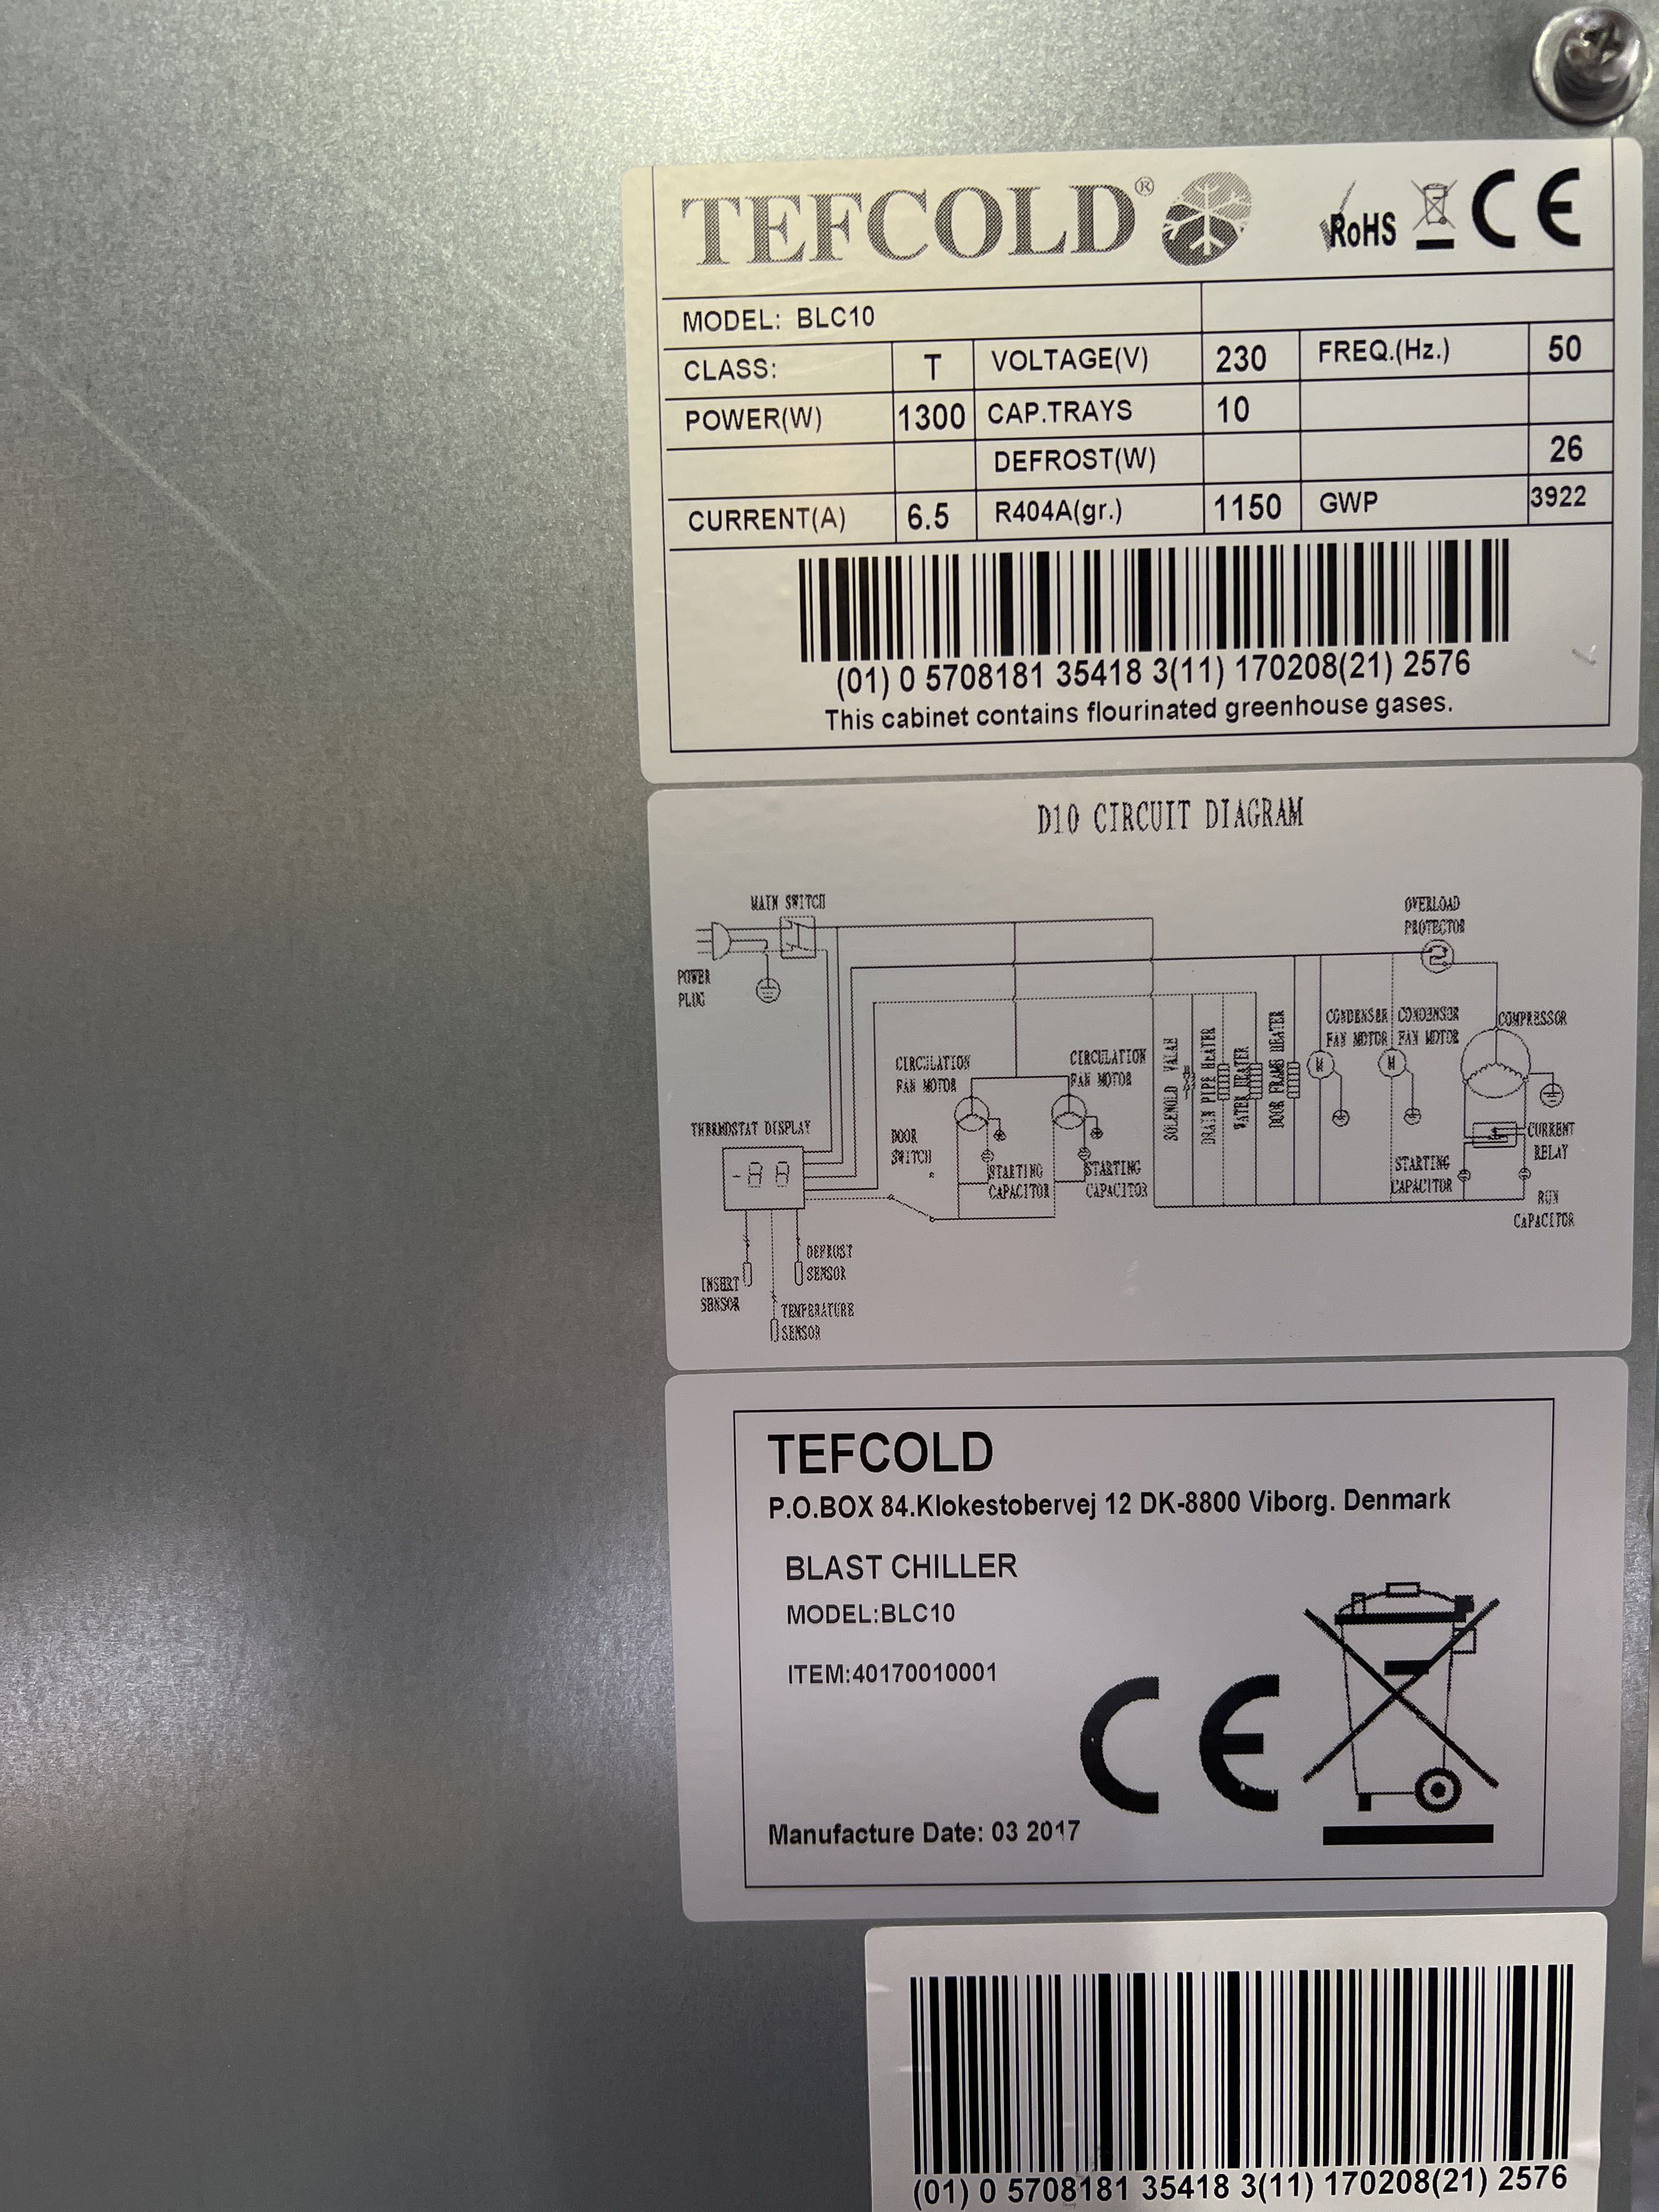 TEFCOLD®
RoHS CE
MODEL: BLC10
CLASS: T VOLTAGE(V) 230 FREQ.(Hz.) 50
POWER(W) 1300 CAP.TRAYS 10
DEFROST(W) 26
CURRENT(A) 6.5 R404A(gr.) 1150 GWP 3922
(01) 0 5708181 35418 3(11) 170208(21) 2576
This cabinet contains flourinated greenhouse gases.
D10 CIRCUIT DIAGRAM
MAIN SWITCH
OVERLOAD
PROTECTOR
POWER
PLUG
CONDENSER
FAN MOTOR
CONDENSER
FAN MOTOR
COMPRESSOR
CIRCULATION
FAN MOTOR
CIRCULATION
FAN MOTOR
SOLENOLD VALAE
DRAIN PIPE HEATER
WATER HEATER
DOOR FRAME HEATER
M
M
THERMOSTAT DISPLAY
-88
DOOR
SWITCH
STARTING
CAPACITOR
STARTING
CAPACITOR
STARTING
CAPACITOR
CURRENT
RELAY
RUN
CAPACITOR
DEFROST
SENSOR
INSERT
SENSOR
TEMPERATURE
SENSOR
TEFCOLD
P.O.BOX 84.Klokestobervej 12 DK-8800 Viborg. Denmark
BLAST CHILLER
MODEL:BLC10
ITEM:40170010001
CE
Manufacture Date: 03 2017
(01) 0 5708181 35418 3(11) 170208(21) 2576